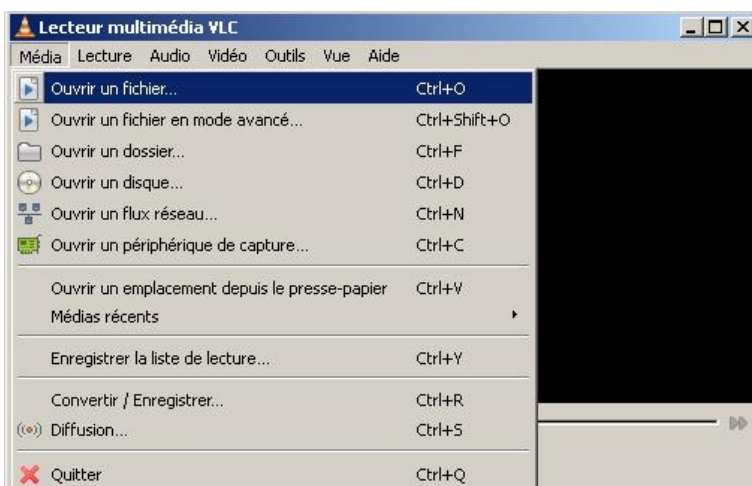 Lecteur multimédia VLC
Média Lecture Audio Vidéo Outils Vue Aide
Ouvrir un fichier... Ctrl+O
Ouvrir un fichier en mode avancé... Ctrl+Shift+O
Ouvrir un dossier... Ctrl+F
Ouvrir un disque... Ctrl+D
Ouvrir un flux réseau... Ctrl+N
Ouvrir un périphérique de capture... Ctrl+C
Ouvrir un emplacement depuis le presse-papier Ctrl+V
Médias récents
Enregistrer la liste de lecture... Ctrl+Y
Convertir / Enregistrer... Ctrl+R
Diffusion... Ctrl+S
Quitter Ctrl+Q